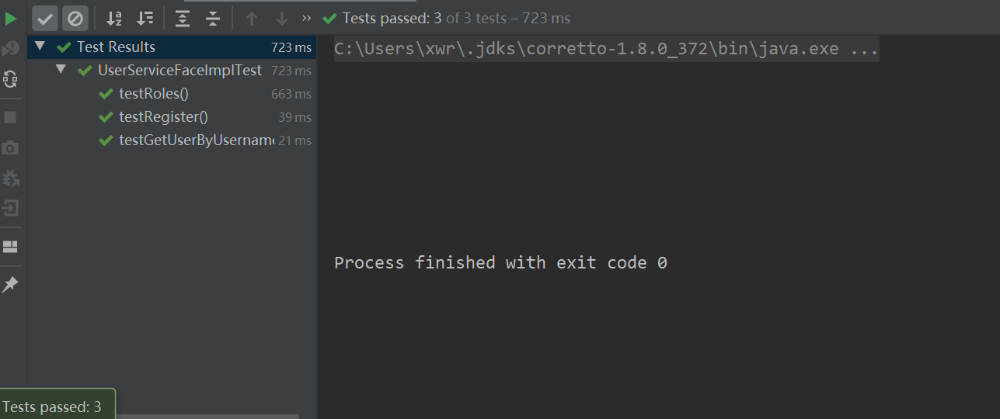 Tests passed: 3 of 3 tests – 723 ms
Test Results 723 ms
UserServiceFaceImplTest 723 ms
testRoles() 663 ms
testRegister() 39 ms
testGetUserByUsername 21 ms
C:\Users\xwr\.jdks\corretto-1.8.0_372\bin\java.exe ...
Process finished with exit code 0
Tests passed: 3